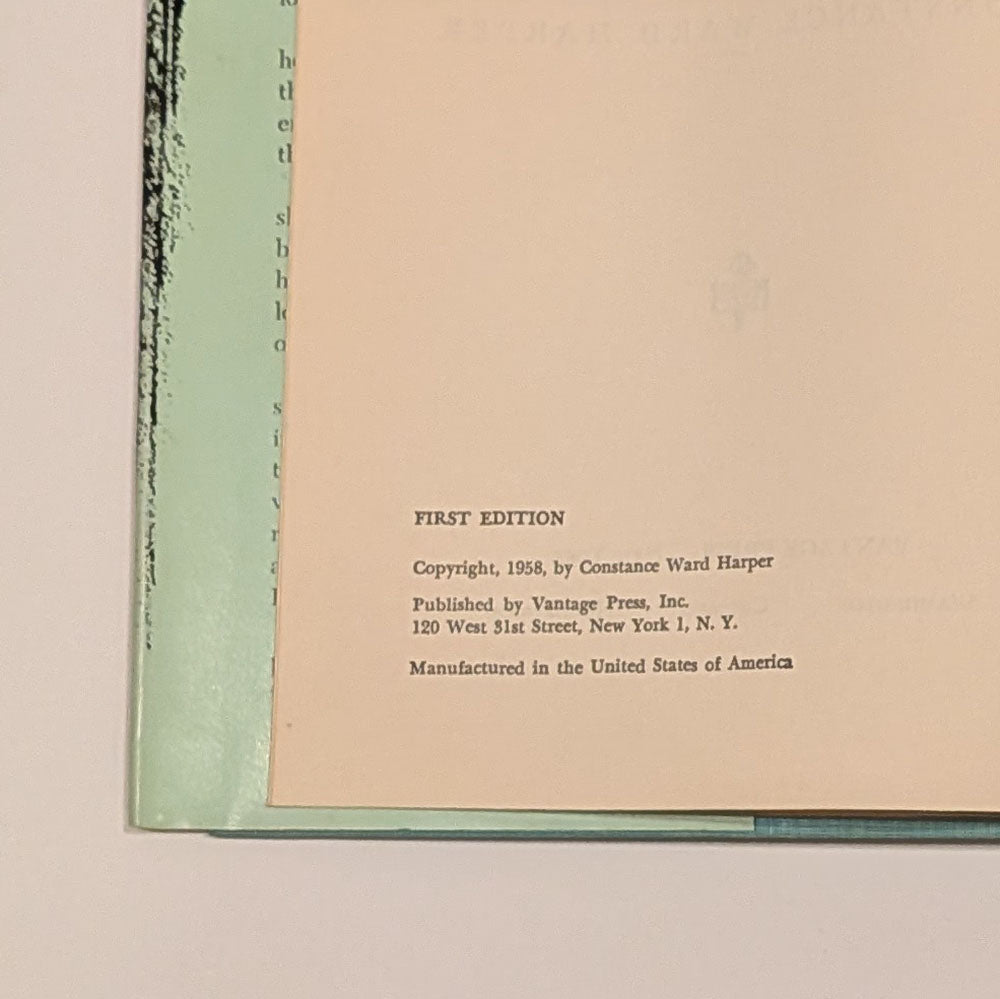 FIRST EDITION
Copyright, 1958, by Constance Ward Harper
Published by Vantage Press, Inc.
120 West 31st Street, New York 1, N. Y.
Manufactured in the United States of America